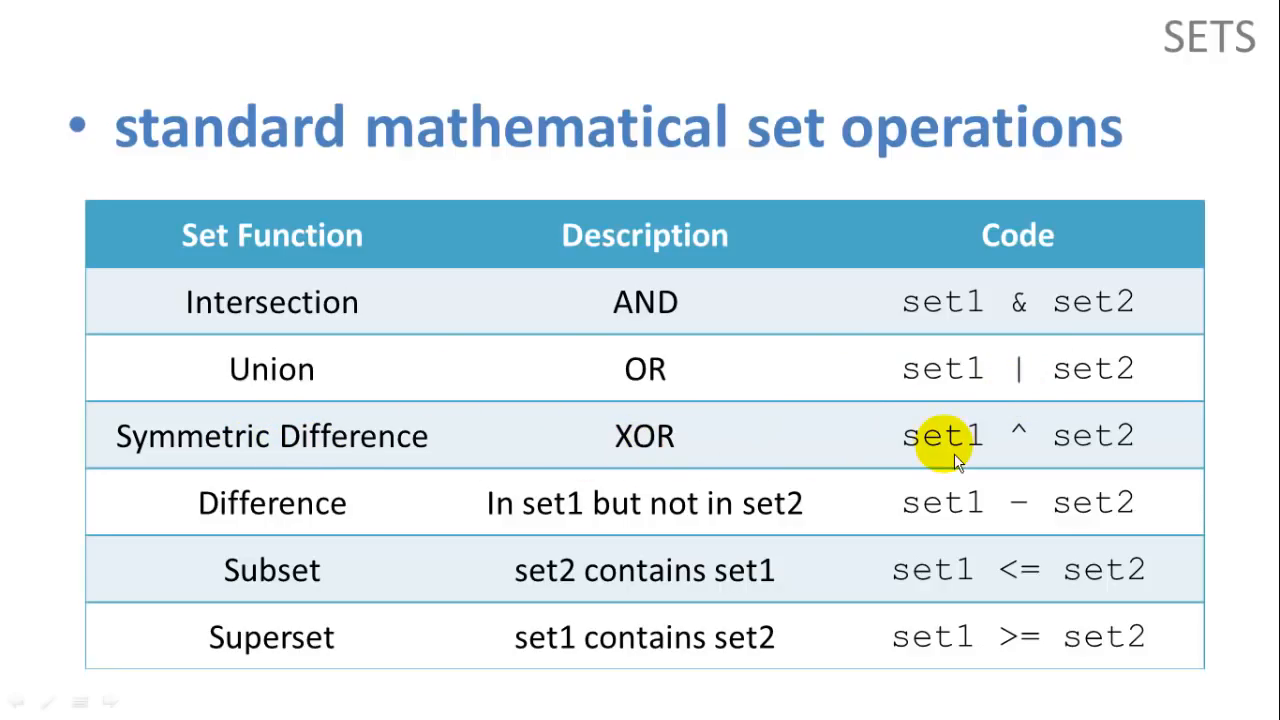 SETS
• standard mathematical set operations
Set Function Description Code
Intersection AND set1 & set2
Union OR set1 | set2
Symmetric Difference XOR set1 ^ set2
Difference In set1 but not in set2 set1 – set2
Subset set2 contains set1 set1 <= set2
Superset set1 contains set2 set1 >= set2